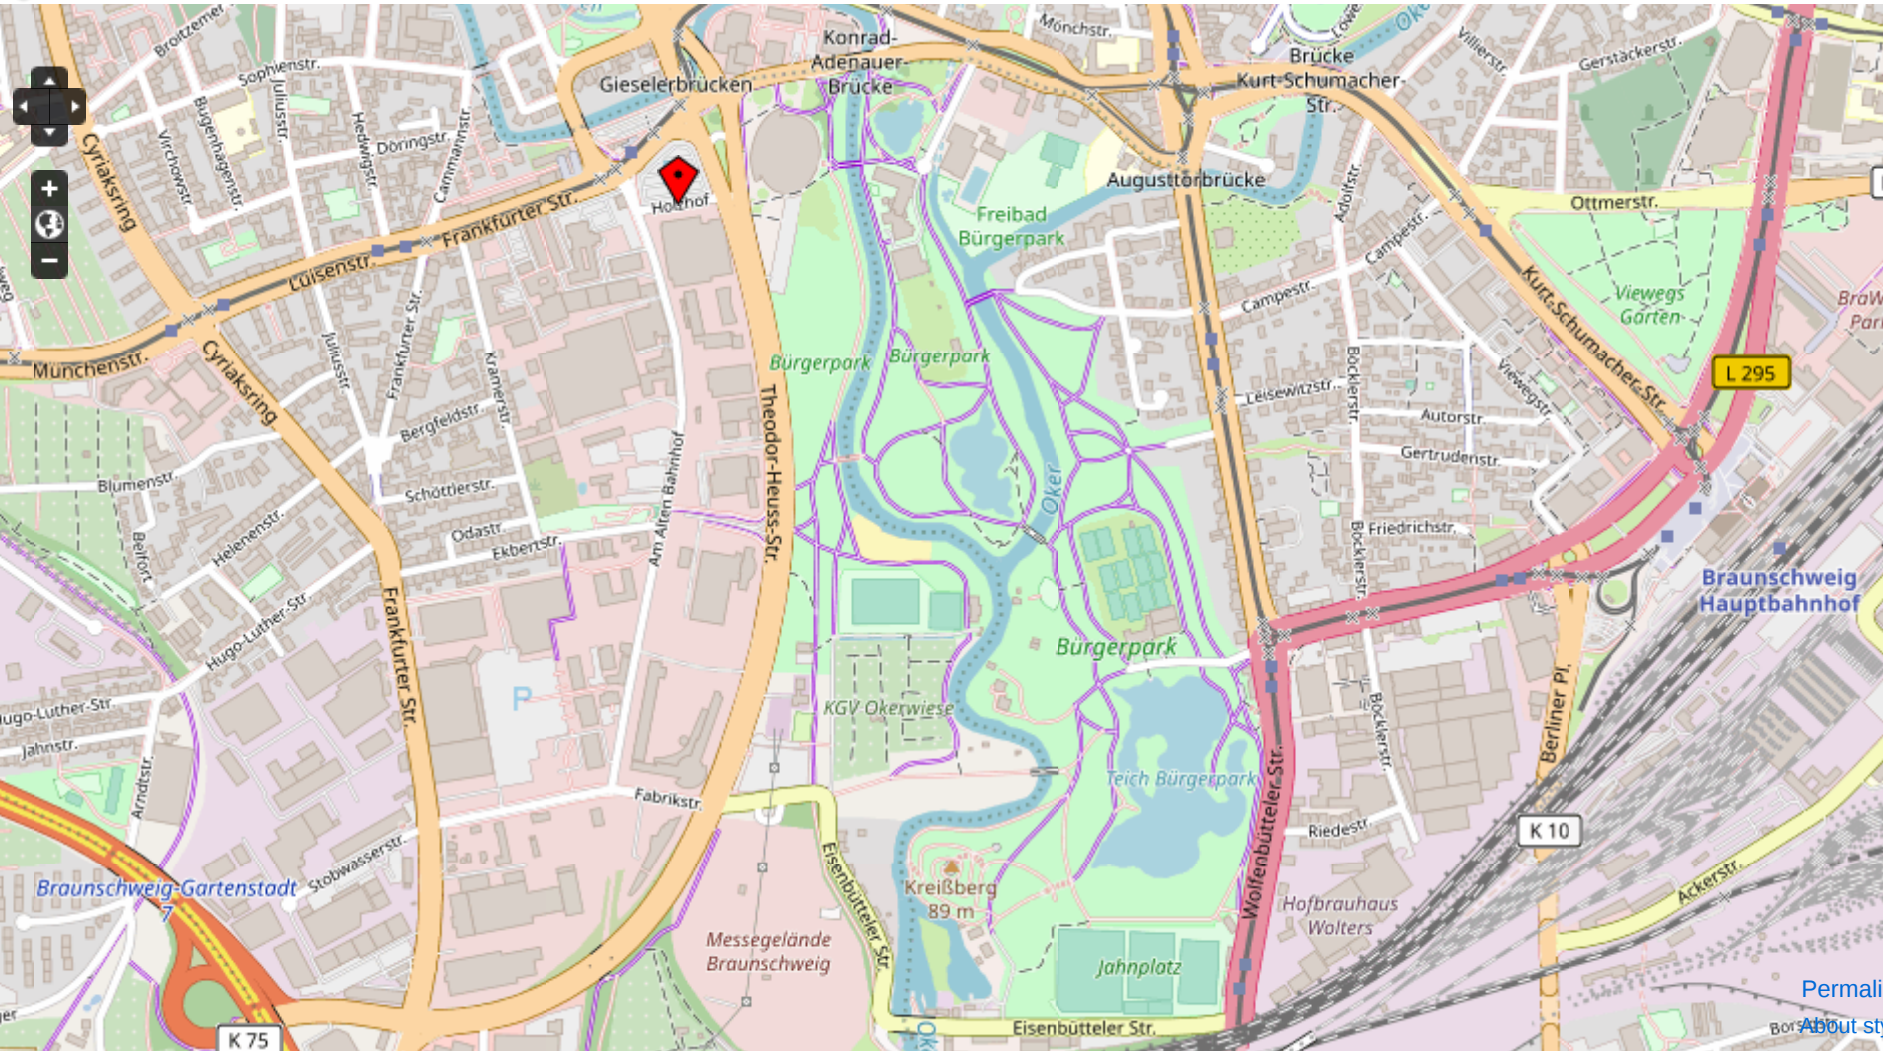 Broitzemer
Sophienstr.
Juliusstr.
Bugenhagenstr.
Virchowstr.
Hedwigstr.
Döringstr.
Cammannstr.
Cyriaksring
Gieselerbrücken
Konrad-
Adenauer-
Brücke
Mönchstr.
Brücke
Kurt-Schumacher-
Str.
Oker
Villierstr.
Gerstäckerstr.
Frankfurter Str.
Holzhof
Augusttorbrücke
Adolfstr.
Ottmerstr.
Freibad
Bürgerpark
Campestr.
Campestr.
Luisenstr.
Münchenstr.
Cyriaksring
Juliusstr.
Frankfurter Str.
Kramerstr.
Bergfeldstr.
Bürgerpark
Bürgerpark
Theodor-Heuss-Str.
Am Alten Bahnhof
Kurt-Schumacher-Str.
Viewegs
Garten
L 295
Leisewitzstr.
Böcklerstr.
Viewegstr.
Autorstr.
Gertrudenstr.
Blumenstr.
Schöttlerstr.
Odastr.
Ekbertstr.
Helenenstr.
Belfort
Oker
Friedrichstr.
Böcklerstr.
Braunschweig
Hauptbahnhof
Hugo-Luther-Str.
Frankfurter Str.
P
Bürgerpark
KGV Okerwiese
Berliner Pl.
Böcklerstr.
Jahnstr.
Arndtstr.
Fabrikstr.
Teich Bürgerpark
Wolfenbütteler Str.
Riedestr.
K 10
Stobwasserstr.
Eisenbütteler Str.
Kreißberg
89 m
Ackerstr.
Braunschweig-Gartenstadt
7
Hofbrauhaus
Wolters
Messegelände
Braunschweig
Jahnplatz
Eisenbütteler Str.
K 75
Permali
About sty